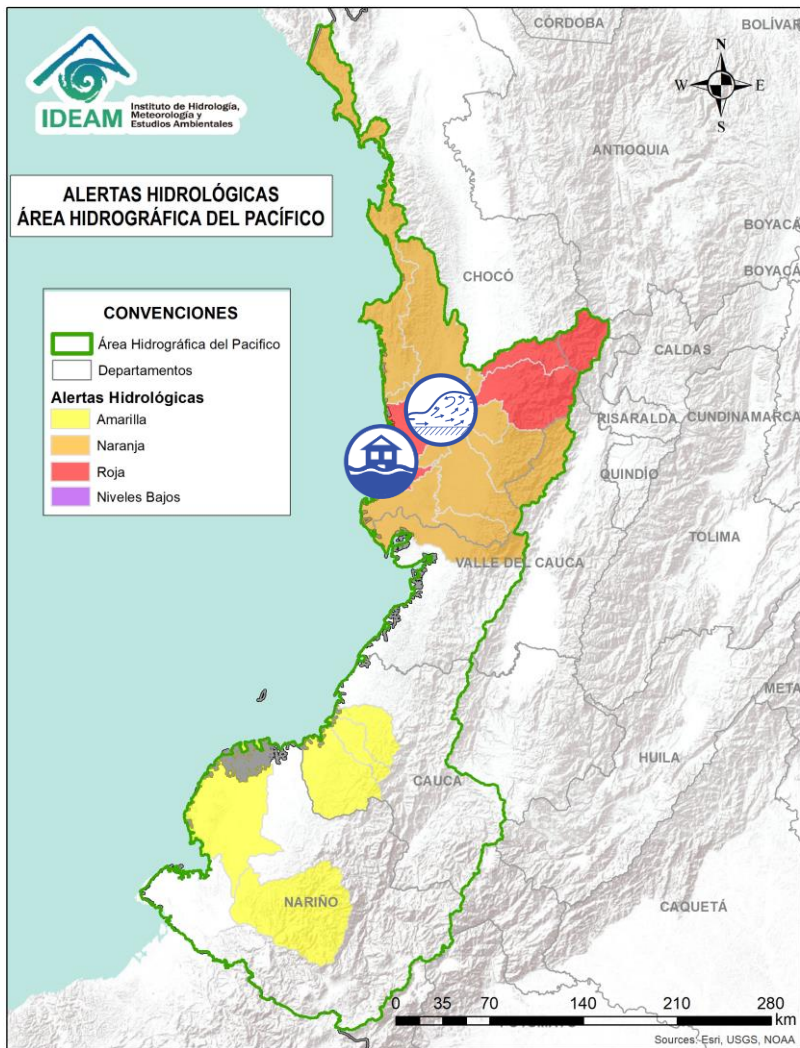 CÓRDOBA
BOLÍVAR
N
W
E
S
IDEAM
Instituto de Hidrología,
Meteorología y
Estudios Ambientales
ANTIOQUIA
ALERTAS HIDROLÓGICAS
ÁREA HIDROGRÁFICA DEL PACÍFICO
BOYACÁ
BOYACÁ
CHOCÓ
CONVENCIONES
Área Hidrográfica del Pacifico
Departamentos
Alertas Hidrológicas
Amarilla
Naranja
Roja
Niveles Bajos
CALDAS
RISARALDA
CUNDINAMARCA
QUINDÍO
TOLIMA
VALLE DEL CAUCA
META
HUILA
CAUCA
NARIÑO
CAQUETÁ
0 35 70 140 210 280
km
Sources: Esri, USGS, NOAA